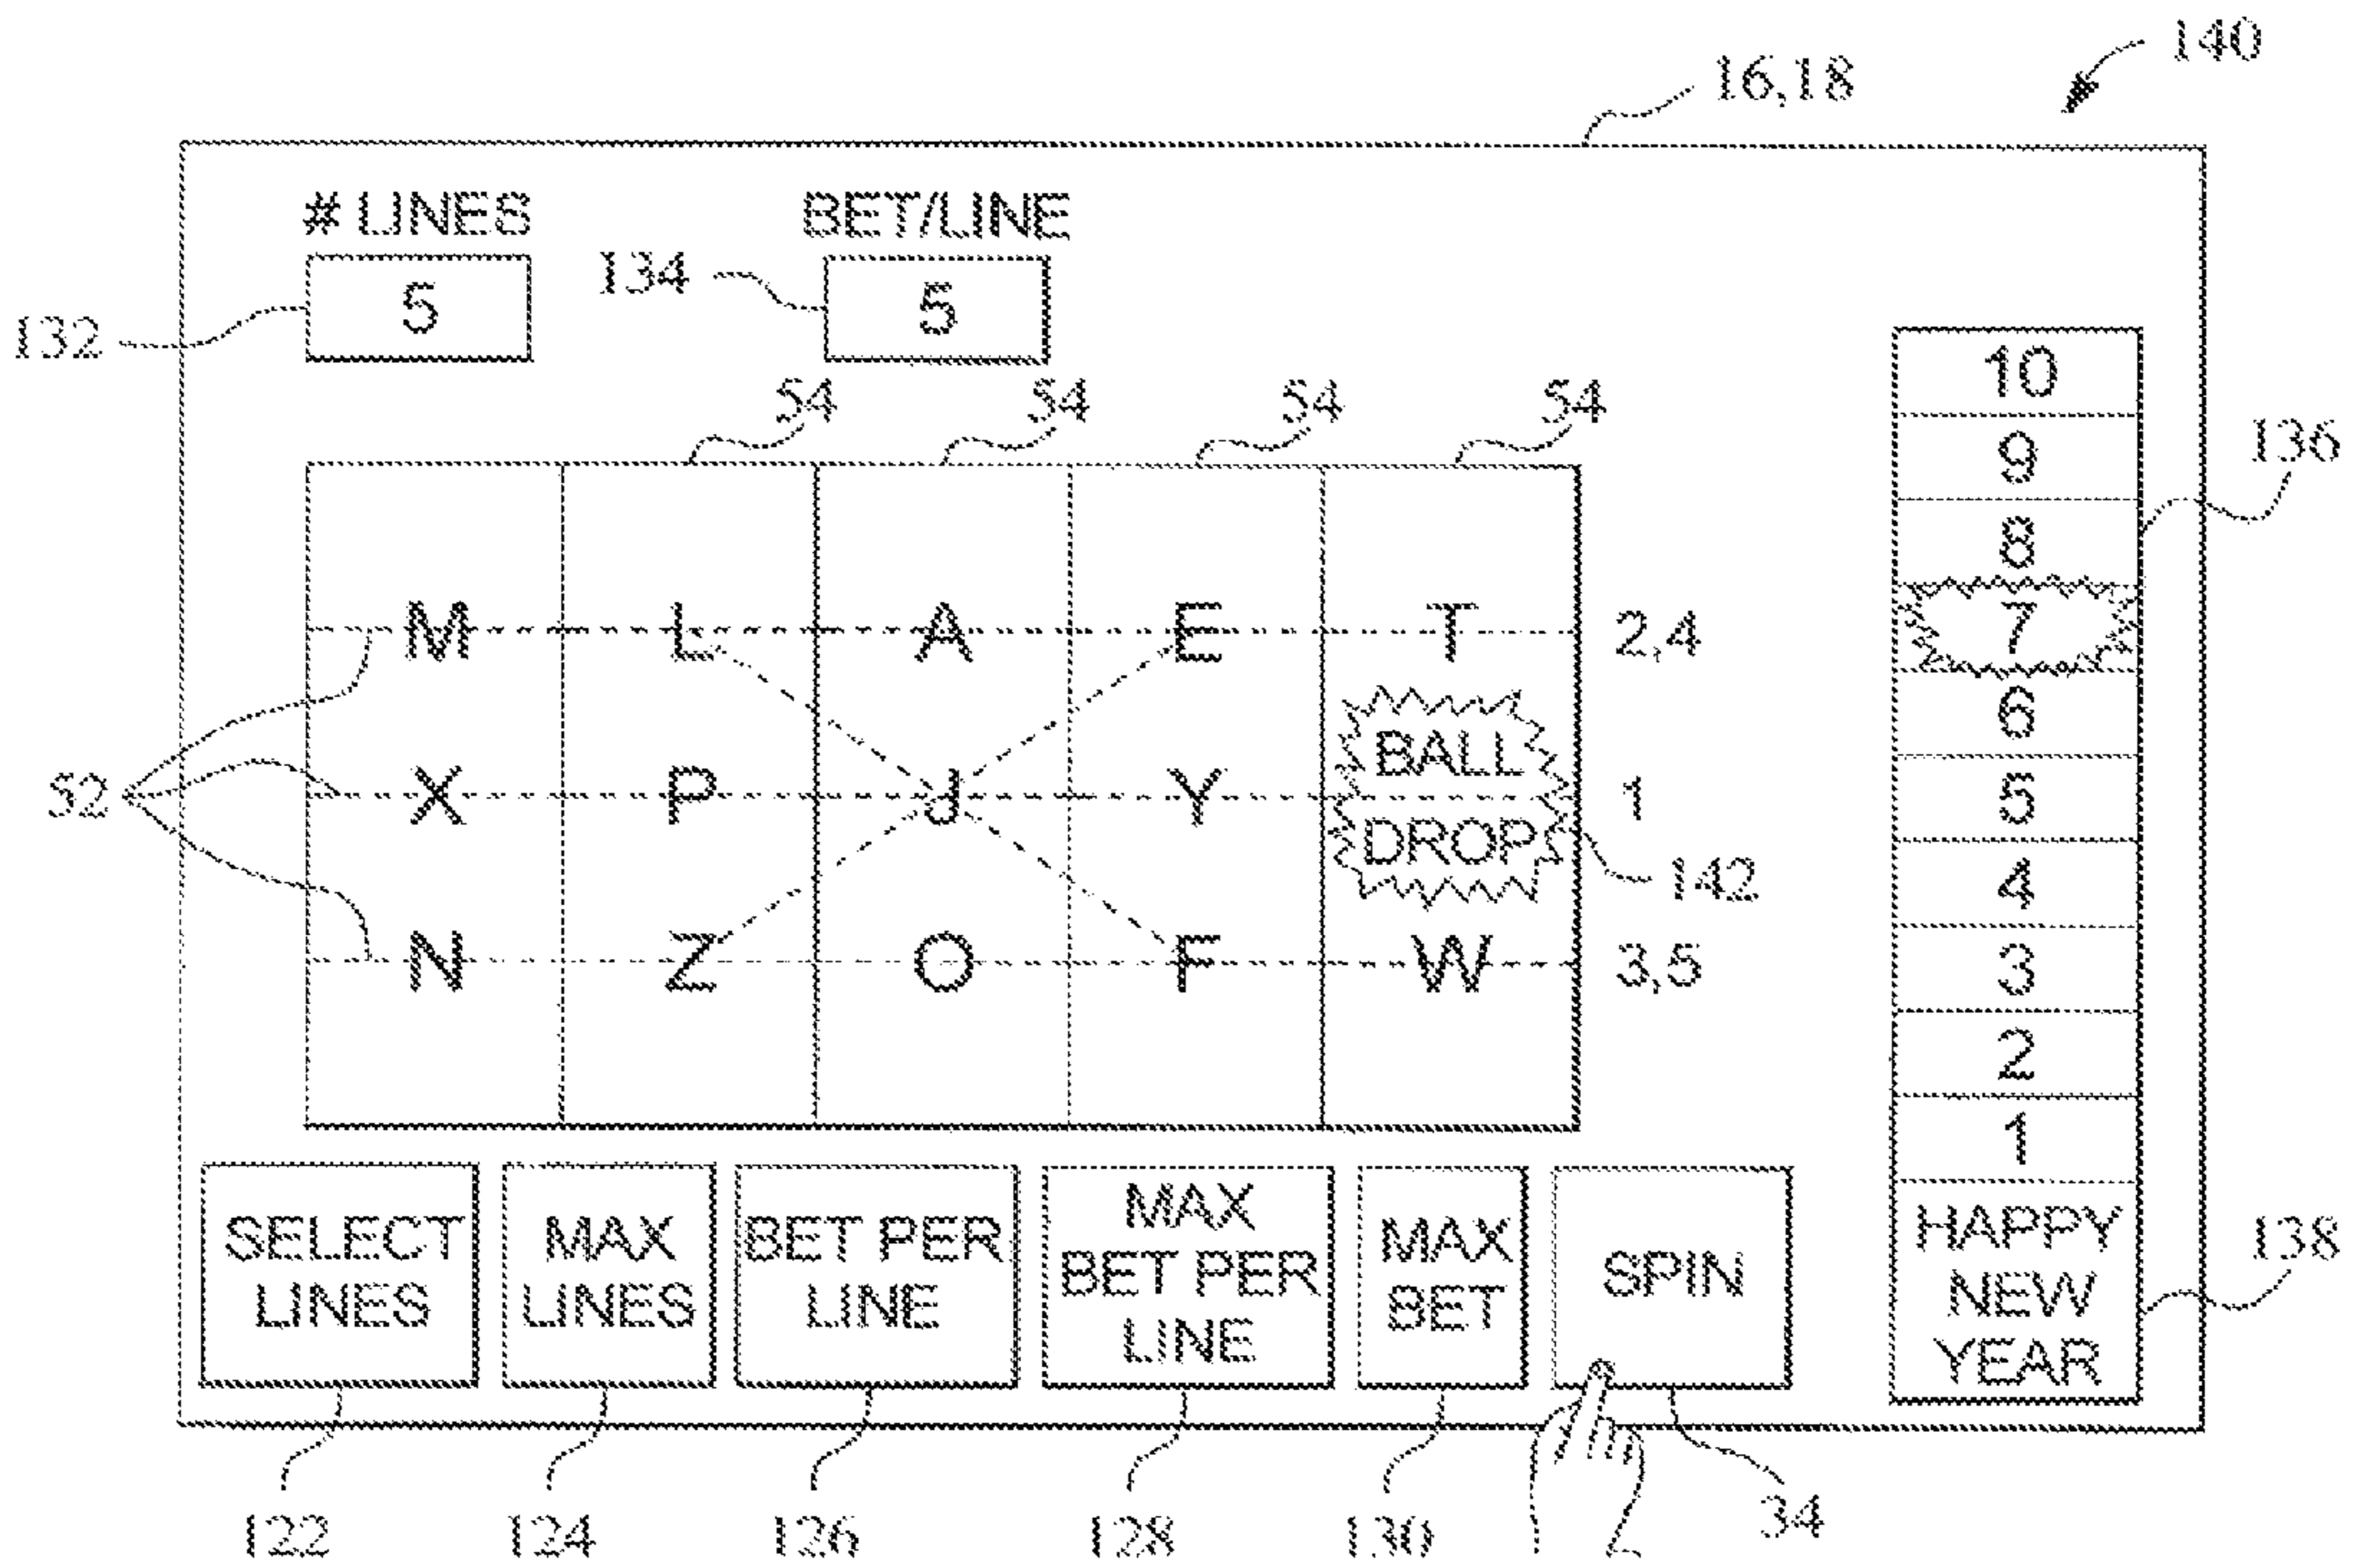 140
16,18
# LINES
BET/LINE
132
5
134
5
54 54 54 54
136
10
9
8
7
6
5
4
3
2
1
HAPPY
NEW
YEAR
138
52
M L A E T 2,4
X P J Y BALL DROP 1
142
N Z O F W 3,5
SELECT
LINES
MAX
LINES
BET PER
LINE
MAX
BET PER
LINE
MAX
BET
SPIN
122 124 126 128 130 34